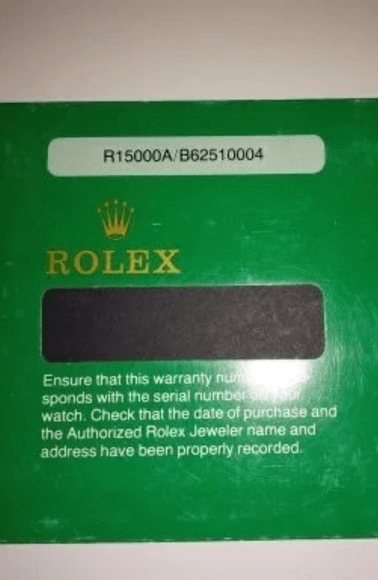 R15000A/B62510004
ROLEX
Ensure that this warranty
sponds with the serial number
watch. Check that the date of purchase and
the Authorized Rolex Jeweler name and
address have been properly recorded.